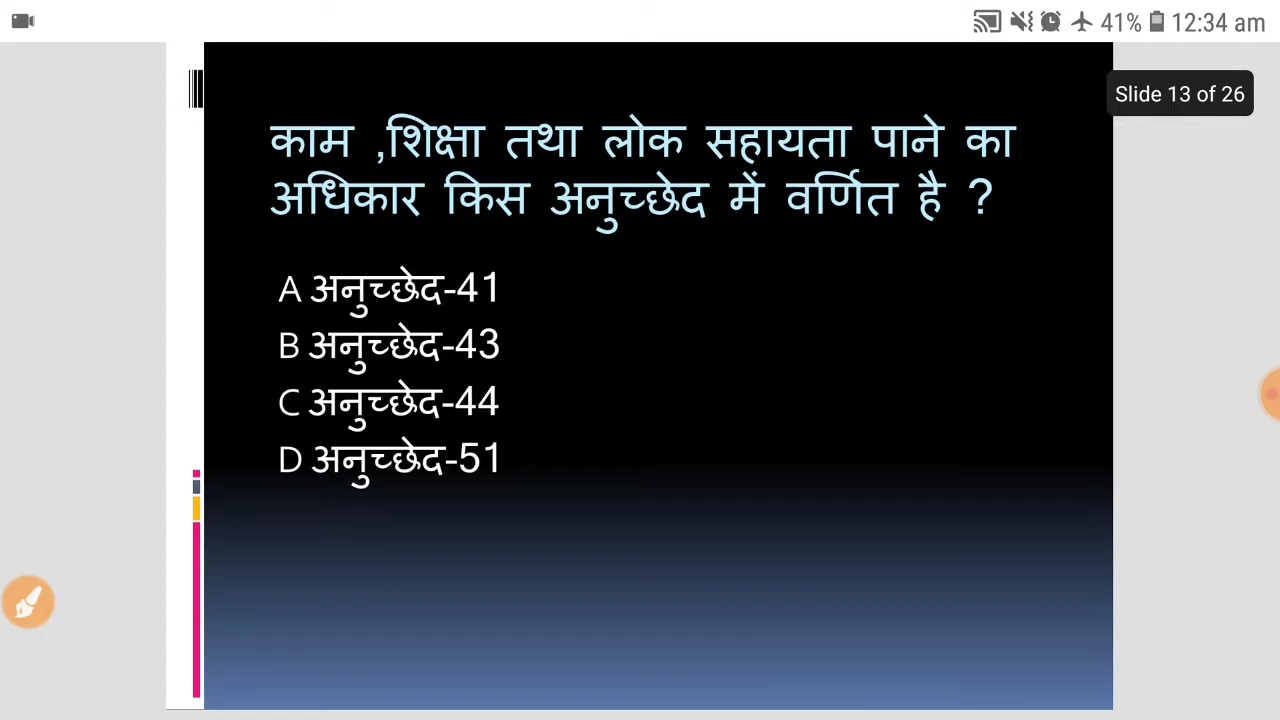 41% 12:34 am
Slide 13 of 26
काम ,शिक्षा तथा लोक सहायता पाने का
अधिकार किस अनुच्छेद में वर्णित है ?
A अनुच्छेद-41
B अनुच्छेद-43
C अनुच्छेद-44
D अनुच्छेद-51